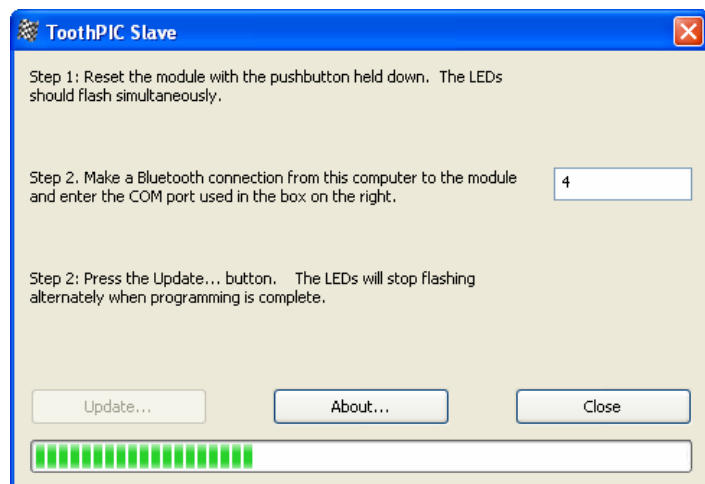 ToothPIC Slave
Step 1: Reset the module with the pushbutton held down. The LEDs
should flash simultaneously.
Step 2. Make a Bluetooth connection from this computer to the module
and enter the COM port used in the box on the right.
4
Step 2: Press the Update... button. The LEDs will stop flashing
alternately when programming is complete.
Update...
About...
Close